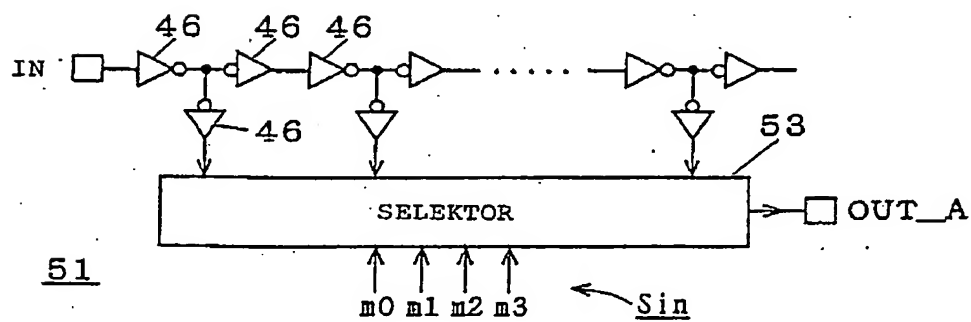 46 46 46
IN
46
53
SELEKTOR
OUT_A
51
m0 m1 m2 m3
Sin